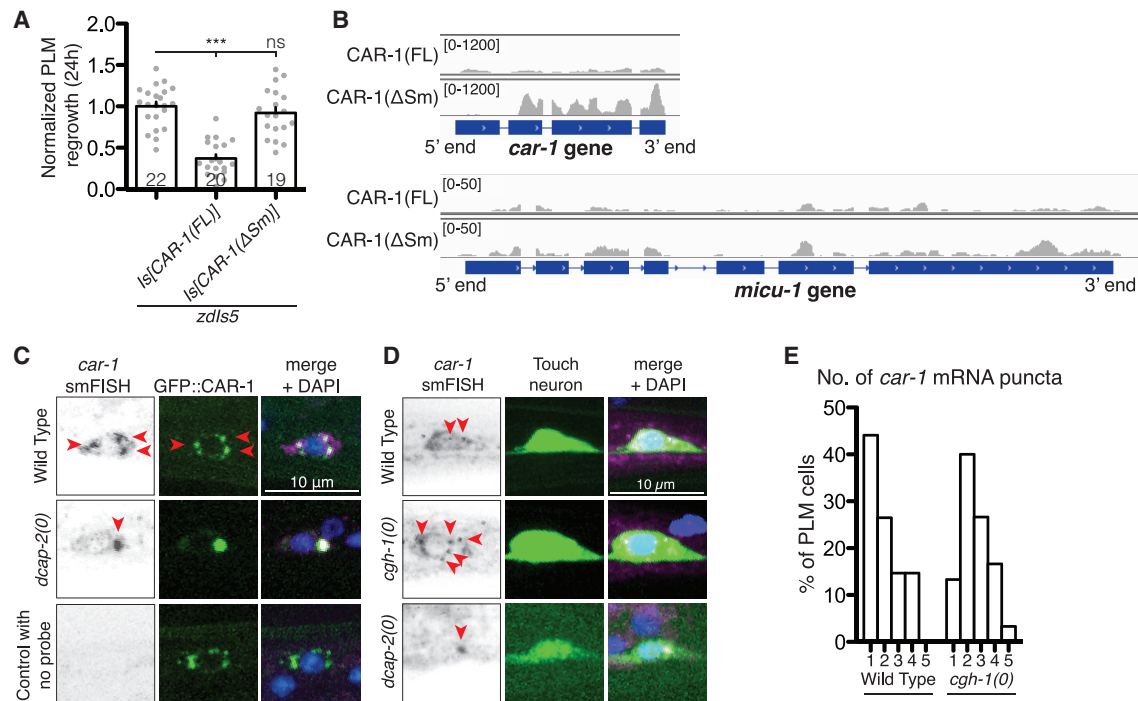 A
Normalized PLM
regrowth (24h)
2.0
1.5
1.0
0.5
0.0
***
ns
22
20
19
Is[CAR-1(FL)]
Is[CAR-1(ΔSm)]
zdIs5
B
CAR-1(FL)
[0-1200]
CAR-1(ΔSm)
[0-1200]
5' end
car-1 gene
3' end
CAR-1(FL)
[0-50]
CAR-1(ΔSm)
[0-50]
5' end
micu-1 gene
3' end
C
car-1
smFISH
GFP::CAR-1
merge
+ DAPI
Wild Type
10 µm
dcap-2(0)
Control with
no probe
D
car-1
smFISH
Touch
neuron
merge
+ DAPI
Wild Type
10 µm
cgh-1(0)
dcap-2(0)
E
No. of car-1 mRNA puncta
% of PLM cells
50
40
30
20
10
0
1 2 3 4 5 1 2 3 4 5
Wild Type cgh-1(0)